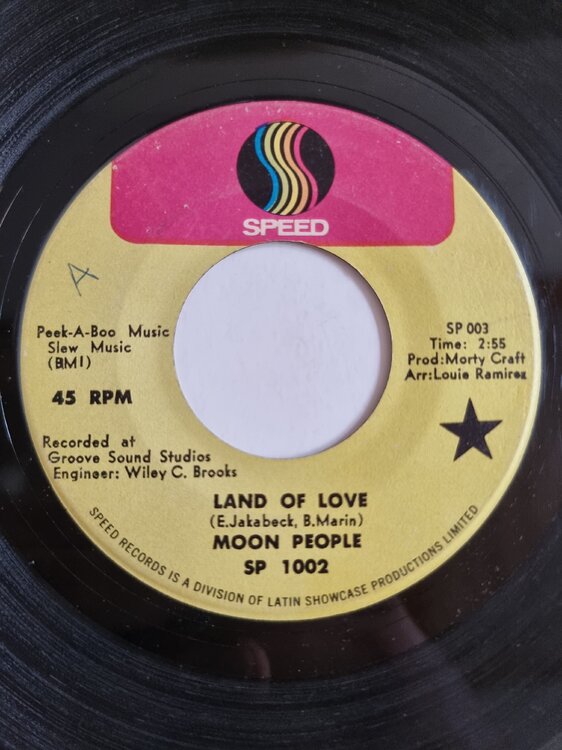 SPEED
A
Peek-A-Boo Music
Slew Music
(BMI)
45 RPM
Recorded at
Groove Sound Studios
Engineer: Wiley C. Brooks
SP 003
Time: 2:55
Prod:Morty Craft
Arr:Louie Ramirez
LAND OF LOVE
(E.Jakabeck, B.Marin)
MOON PEOPLE
SP 1002
SPEED RECORDS IS A DIVISION OF LATIN SHOWCASE PRODUCTIONS LIMITED